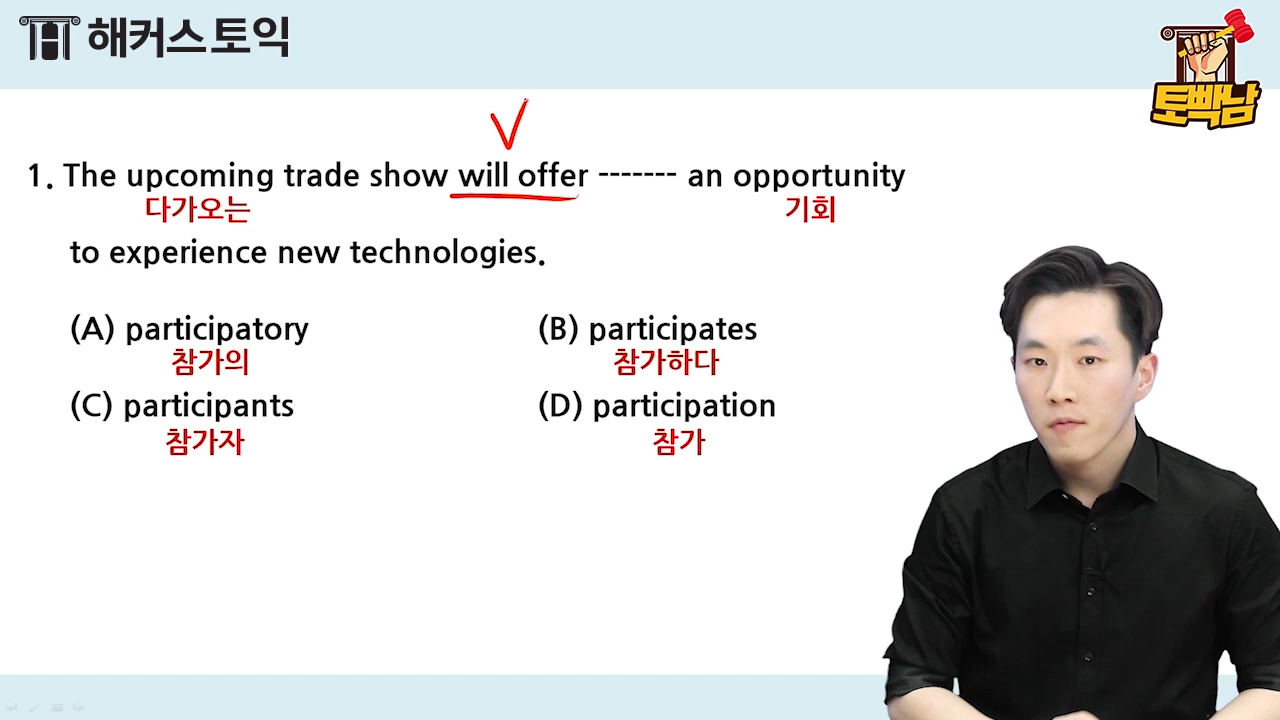 해커스토익
토빡남
1. The upcoming trade show will offer ------- an opportunity
다가오는 기회
to experience new technologies.
(A) participatory (B) participates
참가의 참가하다
(C) participants (D) participation
참가자 참가